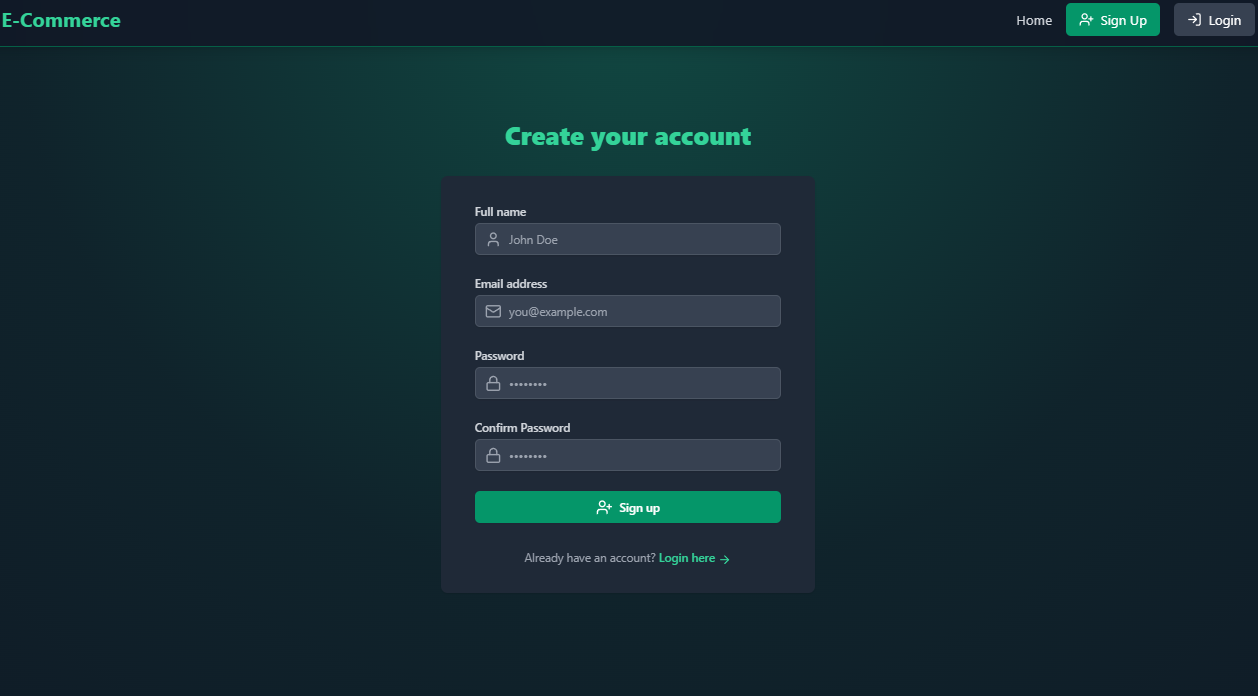 E-Commerce
Home
Sign Up
Login
Create your account
Full name
John Doe
Email address
you@example.com
Password
••••••••
Confirm Password
••••••••
Sign up
Already have an account? Login here →